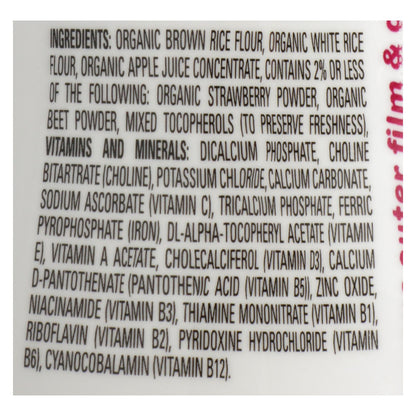 INGREDIENTS: ORGANIC BROWN RICE FLOUR, ORGANIC WHITE RICE
FLOUR, ORGANIC APPLE JUICE CONCENTRATE, CONTAINS 2% OR LESS
OF THE FOLLOWING: ORGANIC STRAWBERRY POWDER, ORGANIC
BEET POWDER, MIXED TOCOPHEROLS (TO PRESERVE FRESHNESS),
VITAMINS AND MINERALS: DICALCIUM PHOSPHATE, CHOLINE
BITARTRATE (CHOLINE), POTASSIUM CHLORIDE, CALCIUM CARBONATE,
SODIUM ASCORBATE (VITAMIN C), TRICALCIUM PHOSPHATE, FERRIC
PYROPHOSPHATE (IRON), DL-ALPHA-TOCOPHERYL ACETATE (VITAMIN
E), VITAMIN A ACETATE, CHOLECALCIFEROL (VITAMIN D3), CALCIUM
D-PANTOTHENATE (PANTOTHENIC ACID (VITAMIN B5)), ZINC OXIDE,
NIACINAMIDE (VITAMIN B3), THIAMINE MONONITRATE (VITAMIN B1),
RIBOFLAVIN (VITAMIN B2), PYRIDOXINE HYDROCHLORIDE (VITAMIN
B6), CYANOCOBALAMIN (VITAMIN B12).
outer film &